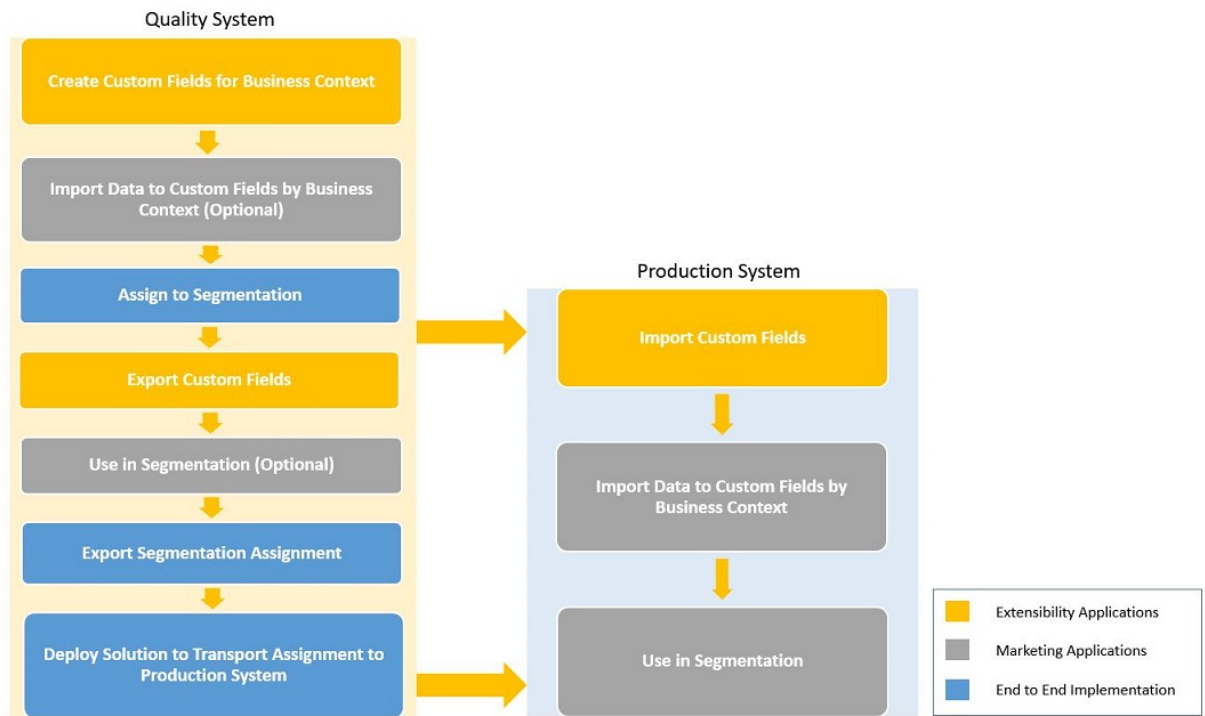 Quality System
Create Custom Fields for Business Context
Import Data to Custom Fields by Business
Context (Optional)
Assign to Segmentation
Export Custom Fields
Use in Segmentation (Optional)
Export Segmentation Assignment
Deploy Solution to Transport Assignment to
Production System
Production System
Import Custom Fields
Import Data to Custom Fields by
Business Context
Use in Segmentation
Extensibility Applications
Marketing Applications
End to End Implementation